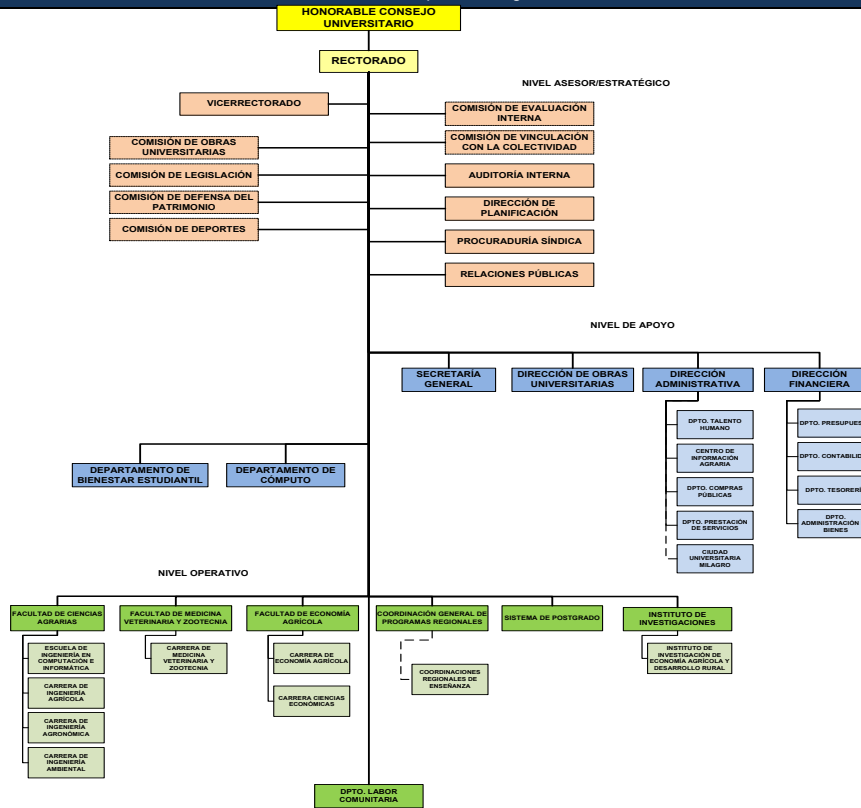 HONORABLE CONSEJO
UNIVERSITARIO
RECTORADO
NIVEL ASESOR/ESTRATÉGICO
VICERRECTORADO
COMISIÓN DE EVALUACIÓN
INTERNA
COMISIÓN DE OBRAS
UNIVERSITARIAS
COMISIÓN DE VINCULACIÓN
CON LA COLECTIVIDAD
COMISIÓN DE LEGISLACIÓN
AUDITORÍA INTERNA
COMISIÓN DE DEFENSA DEL
PATRIMONIO
DIRECCIÓN DE
PLANIFICACIÓN
COMISIÓN DE DEPORTES
PROCURADURÍA SÍNDICA
RELACIONES PÚBLICAS
NIVEL DE APOYO
SECRETARÍA
GENERAL
DIRECCIÓN DE OBRAS
UNIVERSITARIAS
DIRECCIÓN
ADMINISTRATIVA
DIRECCIÓN
FINANCIERA
DPTO. TALENTO
HUMANO
CENTRO DE
INFORMACIÓN
AGRARIA
DPTO. COMPRAS
PÚBLICAS
DPTO. PRESTACIÓN
DE SERVICIOS
CIUDAD
UNIVERSITARIA
MILAGRO
DPTO. PRESUPUES
DPTO. CONTABILID
DPTO. TESORERÍ
DPTO.
ADMINISTRACIÓN
BIENES
DEPARTAMENTO DE
BIENESTAR ESTUDIANTIL
DEPARTAMENTO DE
CÓMPUTO
NIVEL OPERATIVO
FACULTAD DE CIENCIAS
AGRARIAS
FACULTAD DE MEDICINA
VETERINARIA Y ZOOTECNIA
FACULTAD DE ECONOMÍA
AGRÍCOLA
COORDINACIÓN GENERAL DE
PROGRAMAS REGIONALES
SISTEMA DE POSTGRADO
INSTITUTO DE
INVESTIGACIONES
ESCUELA DE
INGENIERÍA EN
COMPUTACIÓN E
INFORMÁTICA
CARRERA DE
INGENIERÍA
AGRÍCOLA
CARRERA DE
INGENIERÍA
AGRONÓMICA
CARRERA DE
INGENIERÍA
AMBIENTAL
CARRERA DE
MEDICINA
VETERINARIA Y
ZOOTECNIA
CARRERA DE
ECONOMÍA AGRÍCOLA
CARRERA CIENCIAS
ECONÓMICAS
COORDINACIONES
REGIONALES DE
ENSEÑANZA
INSTITUTO DE
INVESTIGACIÓN DE
ECONOMÍA AGRÍCOLA Y
DESARROLLO RURAL
DPTO. LABOR
COMUNITARIA